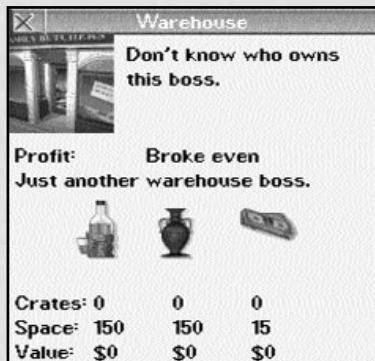 Warehouse
Don't know who owns
this boss.
Profit: Broke even
Just another warehouse boss.
Crates: 0 0 0
Space: 150 150 15
Value: $0 $0 $0